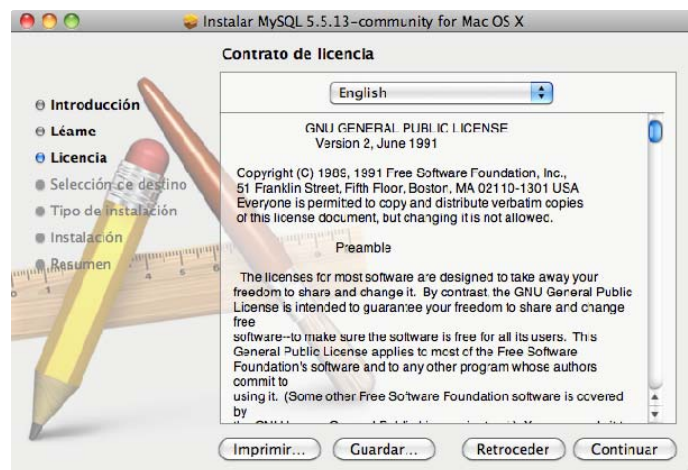 Instalar MySQL 5.5.13-community for Mac OS X
Contrato de licencia
Introducción
Léame
Licencia
Selección de destino
Tipo de instalación
Instalación
Resumen
English
GNU GENERAL PUBLIC LICENSE
Version 2, June 1991
Copyright (C) 1989, 1991 Free Software Foundation, Inc.,
51 Franklin Street, Fifth Floor, Boston, MA 02110-1301 USA
Everyone is permitted to copy and distribute verbatim copies
of this license document, but changing it is not allowed.
Preamble
The licenses for most software are designed to take away your
freedom to share and change it. By contrast, the GNU General Public
License is intended to guarantee your freedom to share and change
free
software--to make sure the software is free for all its users. This
General Public License applies to most of the Free Software
Foundation's software and to any other program whose authors
commit to
using it. (Some other Free Software Foundation software is covered
by
Imprimir... Guardar... Retroceder Continuar